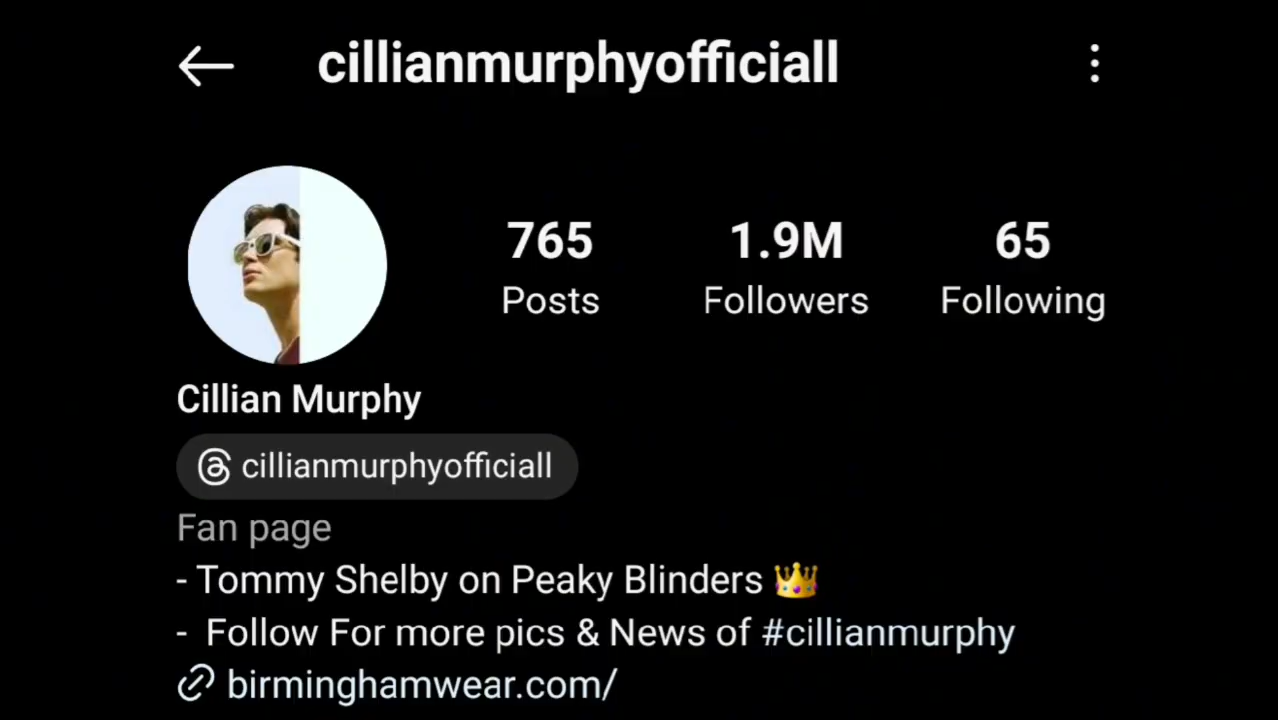 cillianmurphyofficiall
765 1.9M 65
Posts Followers Following
Cillian Murphy
cillianmurphyofficiall
Fan page
- Tommy Shelby on Peaky Blinders 👑
- Follow For more pics & News of #cillianmurphy
birminghamwear.com/